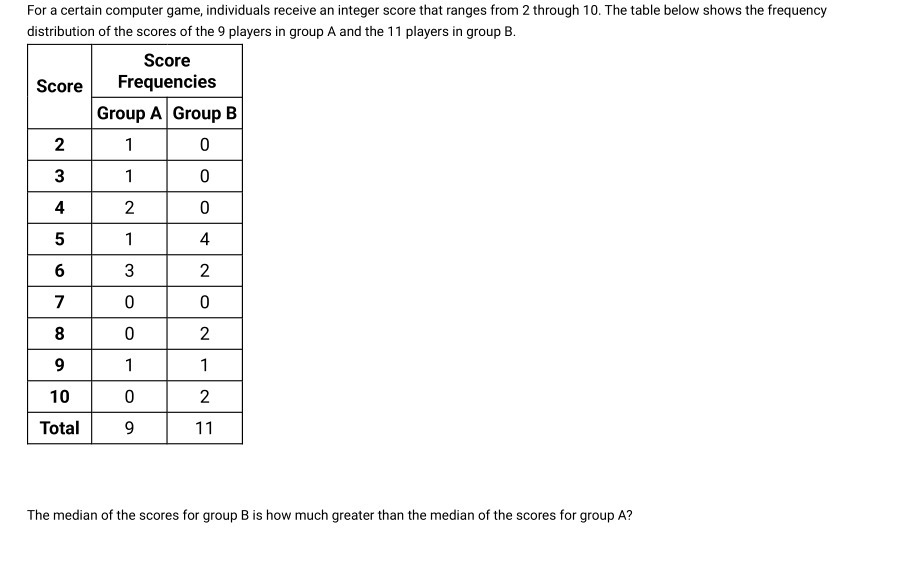 For a certain computer game, individuals receive an integer score that ranges from 2 through 10. The table below shows the frequency
distribution of the scores of the 9 players in group A and the 11 players in group B.
Score Score Frequencies
Group A Group B
2 1 0
3 1 0
4 2 0
5 1 4
6 3 2
7 0 0
8 0 2
9 1 1
10 0 2
Total 9 11
The median of the scores for group B is how much greater than the median of the scores for group A?